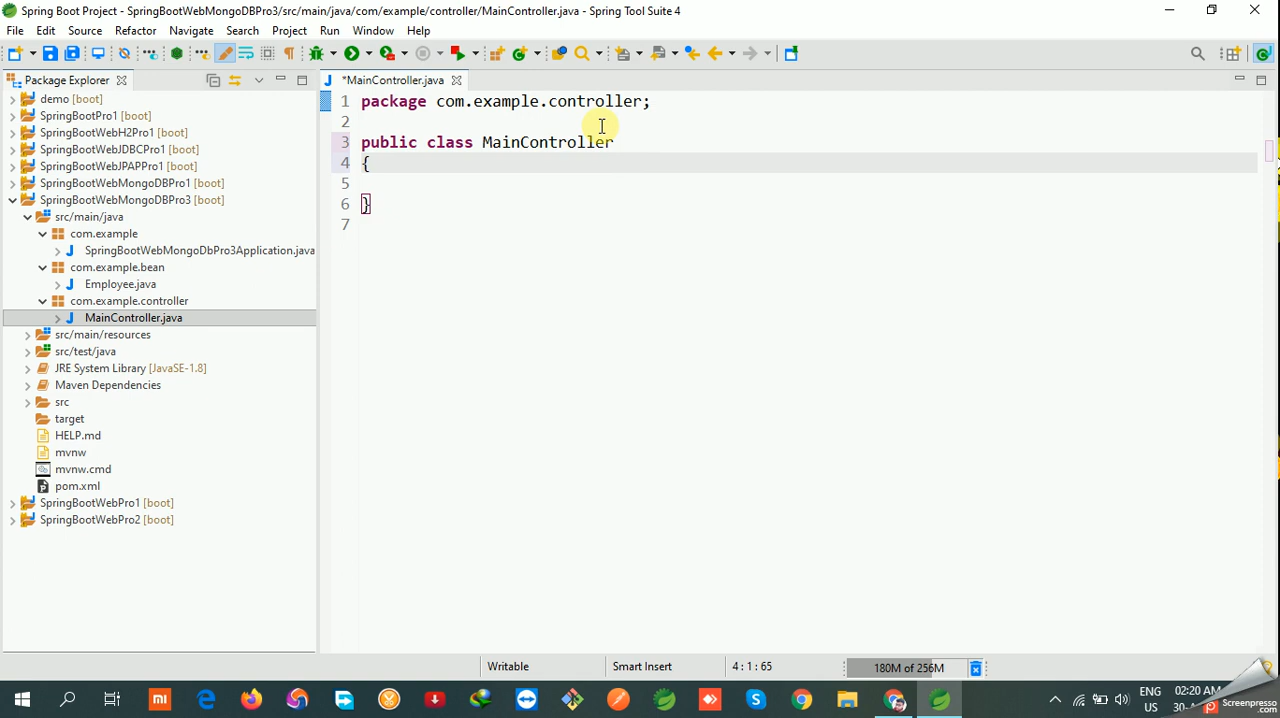 Spring Boot Project - SpringBootWebMongoDBPro3/src/main/java/com/example/controller/MainController.java - Spring Tool Suite 4
File Edit Source Refactor Navigate Search Project Run Window Help
Package Explorer
*MainController.java
demo [boot]
SpringBootPro1 [boot]
SpringBootWebH2Pro1 [boot]
SpringBootWebJDBCPro1 [boot]
SpringBootWebJPAPPro1 [boot]
SpringBootWebMongoDBPro1 [boot]
SpringBootWebMongoDBPro3 [boot]
src/main/java
com.example
SpringBootWebMongoDbPro3Application.java
com.example.bean
Employee.java
com.example.controller
MainController.java
src/main/resources
src/test/java
JRE System Library [JavaSE-1.8]
Maven Dependencies
src
target
HELP.md
mvnw
mvnw.cmd
pom.xml
SpringBootWebPro1 [boot]
SpringBootWebPro2 [boot]
1 package com.example.controller;
2
3 public class MainController
4 {
5
6 }
7
Writable Smart Insert 4 : 1 : 65 180M of 256M
ENG 02:20 AM
US
Screenpresso
.com